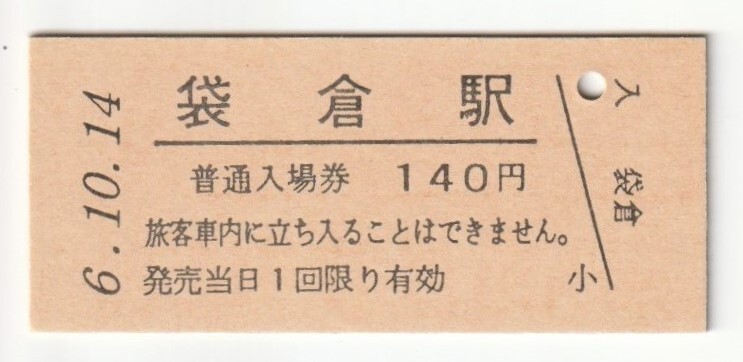 袋倉駅
普通入場券 140円
旅客車内に立ち入ることはできません。
発売当日1回限り有効
6.10.14
入 袋倉
小